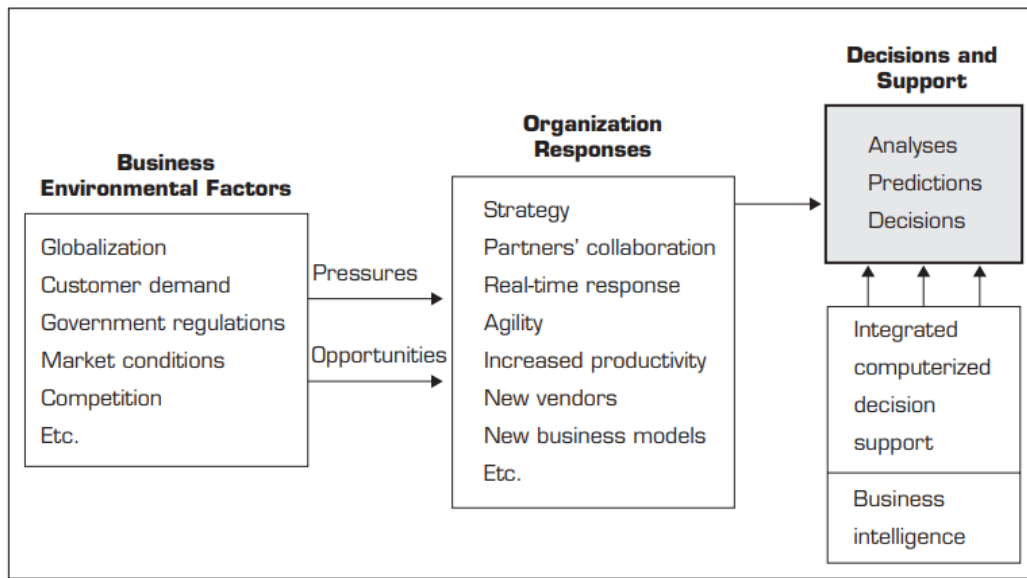 Business
Environmental Factors
Globalization
Customer demand
Government regulations
Market conditions
Competition
Etc.
Pressures
Opportunities
Organization
Responses
Strategy
Partners' collaboration
Real-time response
Agility
Increased productivity
New vendors
New business models
Etc.
Decisions and
Support
Analyses
Predictions
Decisions
Integrated
computerized
decision
support
Business
intelligence